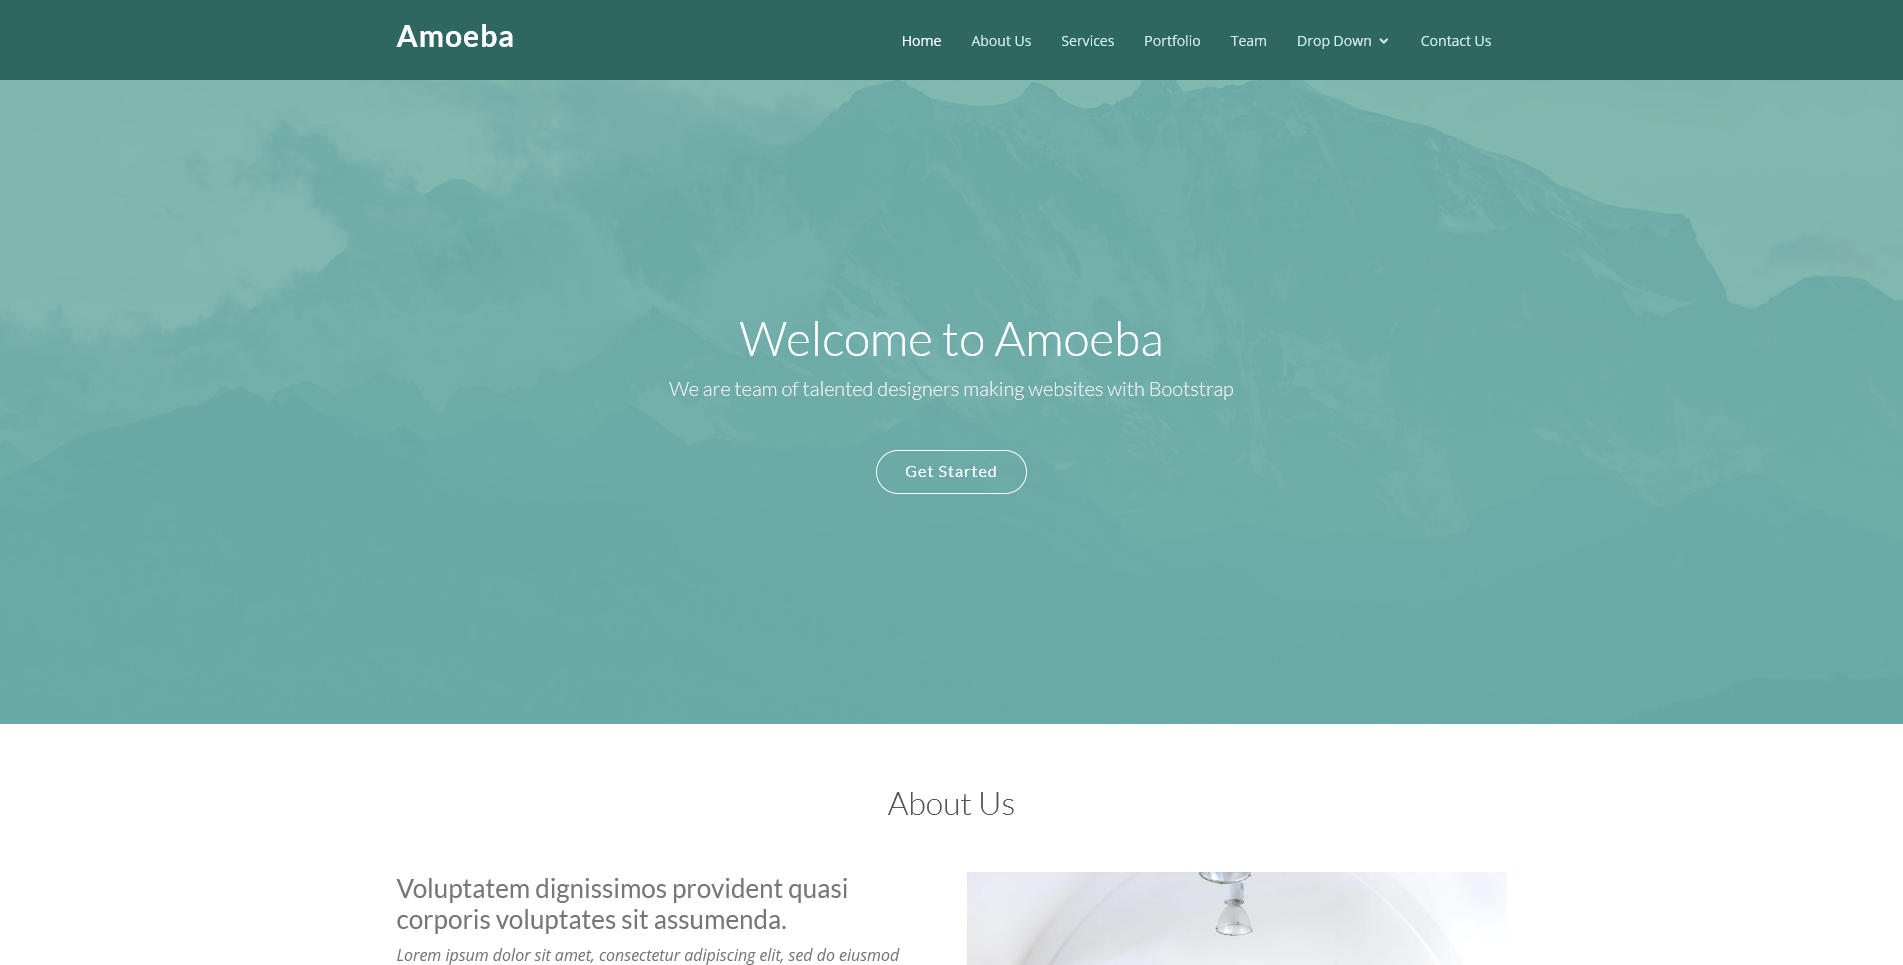 Amoeba
Home About Us Services Portfolio Team Drop Down Contact Us
Welcome to Amoeba
We are team of talented designers making websites with Bootstrap
Get Started
About Us
Voluptatem dignissimos provident quasi
corporis voluptates sit assumenda.
Lorem ipsum dolor sit amet, consectetur adipiscing elit, sed do eiusmod